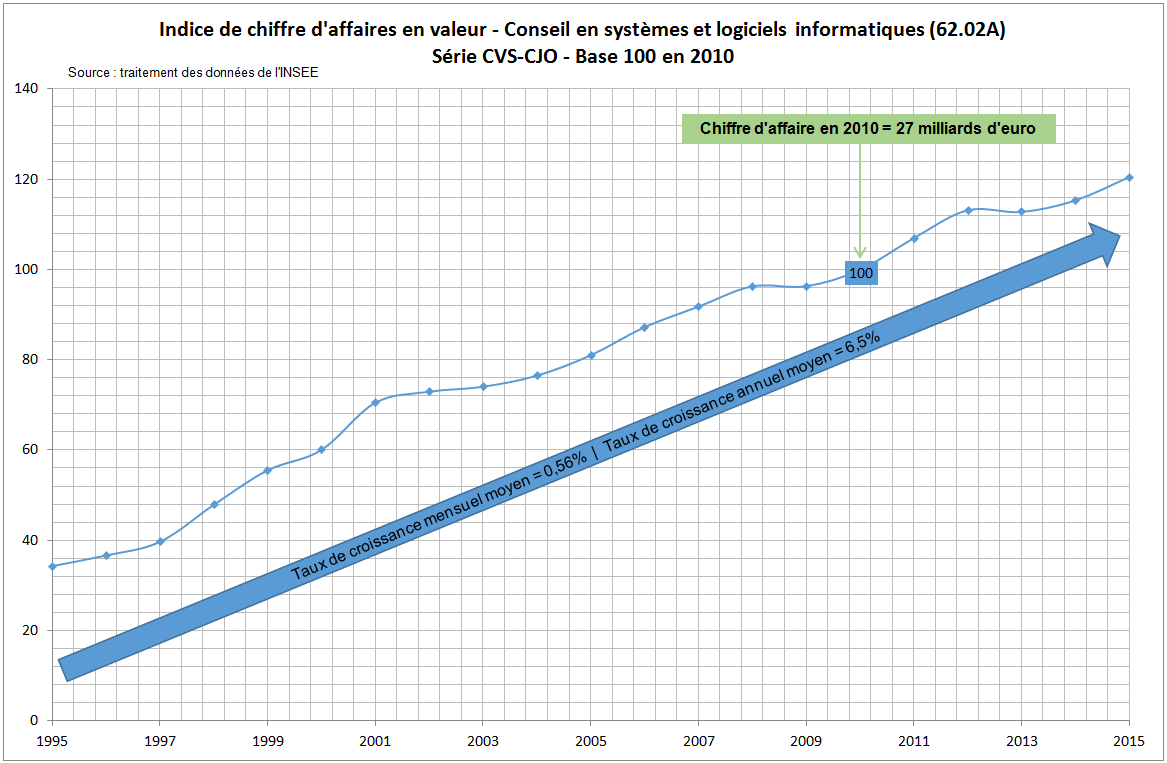 Indice de chiffre d'affaires en valeur - Conseil en systèmes et logiciels informatiques (62.02A)
Série CVS-CJO - Base 100 en 2010
Source : traitement des données de l'INSEE
140
Chiffre d'affaire en 2010 = 27 milliards d'euro
120
100
100
80
Taux de croissance mensuel moyen = 0,56% | Taux de croissance annuel moyen = 6,5%
60
40
20
0
1995 1997 1999 2001 2003 2005 2007 2009 2011 2013 2015